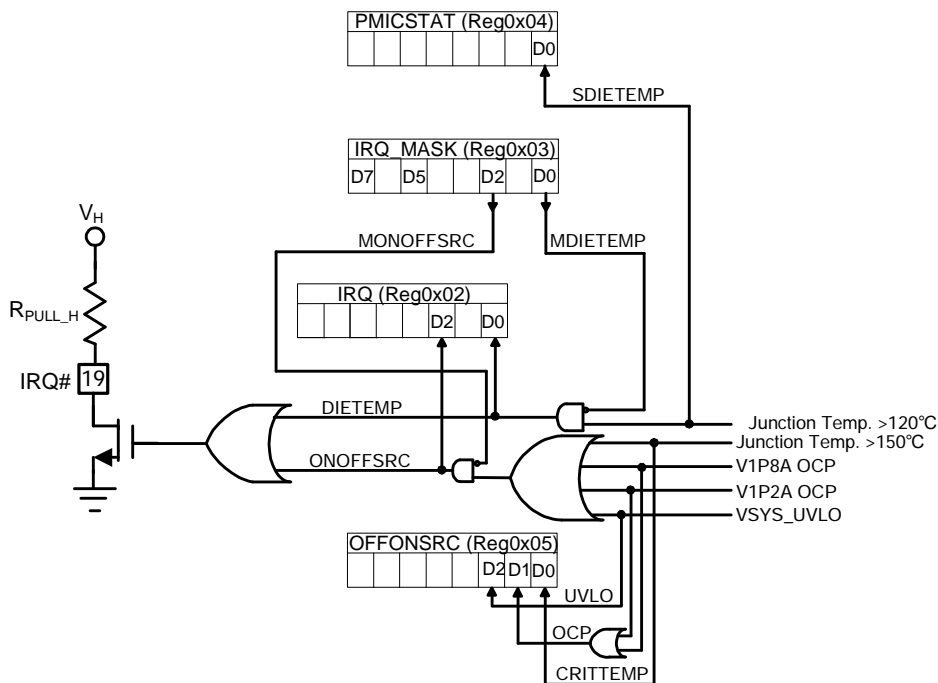 PMICSTAT (Reg0x04)
D0
SDIETEMP
IRQ_MASK (Reg0x03)
D7 D5 D2 D0
VH
MONOFFSRC MDIETEMP
IRQ (Reg0x02)
D2 D0
RPULL_H
IRQ# 19
DIETEMP
Junction Temp. >120℃
Junction Temp. >150℃
V1P8A OCP
ONOFFSRC
V1P2A OCP
VSYS_UVLO
OFFONSRC (Reg0x05)
D2 D1 D0
UVLO
OCP
CRITTEMP